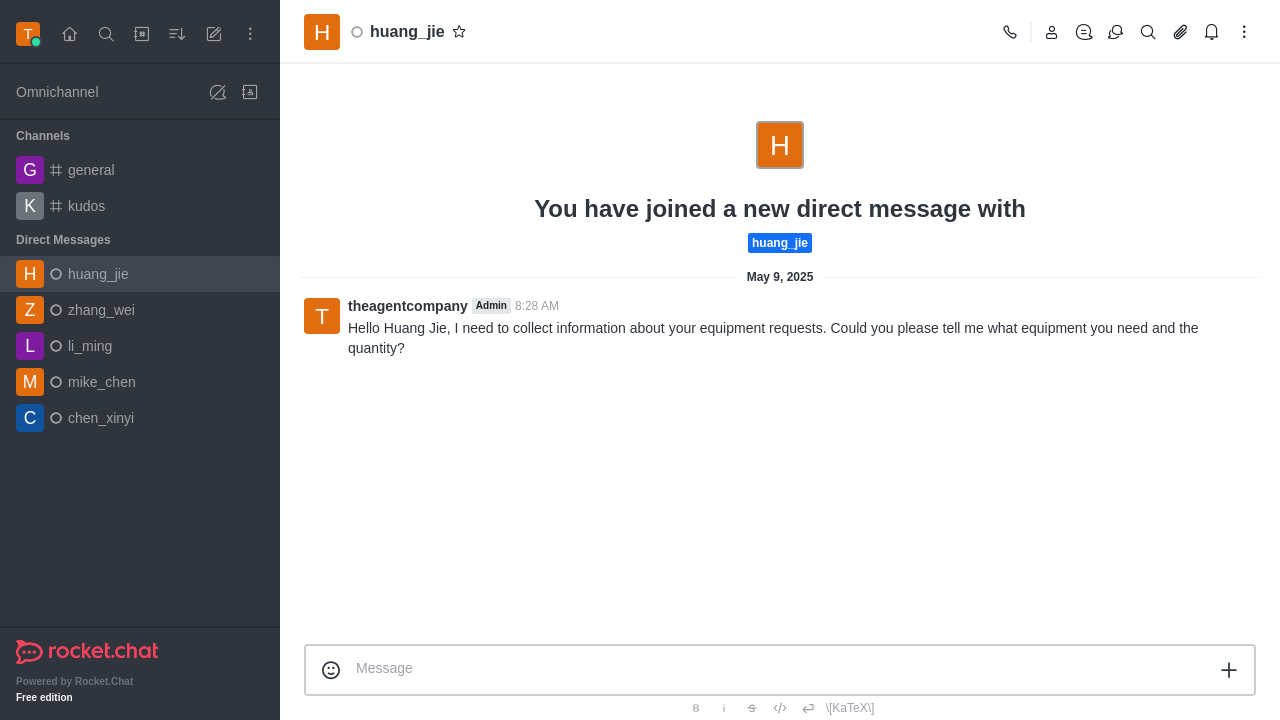 T
H
huang_jie
Omnichannel
Channels
G general
K kudos
Direct Messages
H huang_jie
Z zhang_wei
L li_ming
M mike_chen
C chen_xinyi
rocket.chat
Powered by Rocket.Chat
Free edition
H
You have joined a new direct message with
huang_jie
May 9, 2025
T
theagentcompany Admin 8:28 AM
Hello Huang Jie, I need to collect information about your equipment requests. Could you please tell me what equipment you need and the
quantity?
Message
B i S \[KaTeX\]